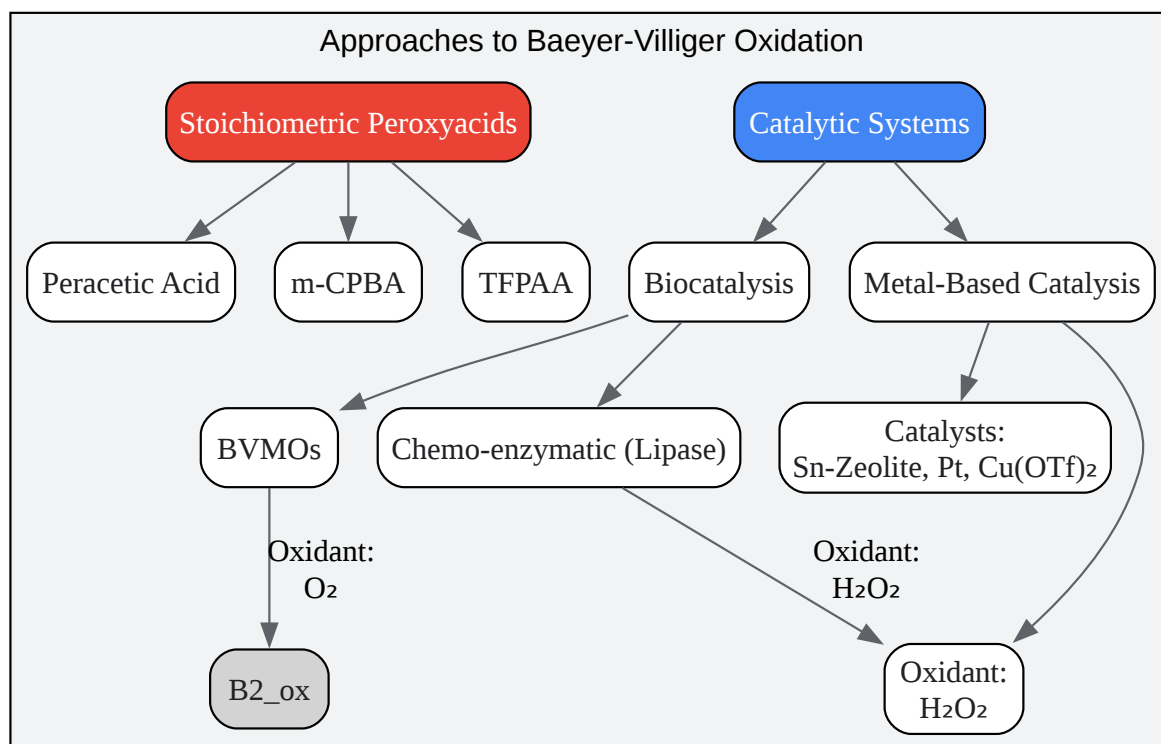 Approaches to Baeyer-Villiger Oxidation
Stoichiometric Peroxyacids
Catalytic Systems
Peracetic Acid
m-CPBA
TFPAA
Biocatalysis
Metal-Based Catalysis
BVMOs
Chemo-enzymatic (Lipase)
Catalysts:
Sn-Zeolite, Pt, Cu(OTf)₂
Oxidant:
O₂
Oxidant:
H₂O₂
B2_ox
Oxidant:
H₂O₂